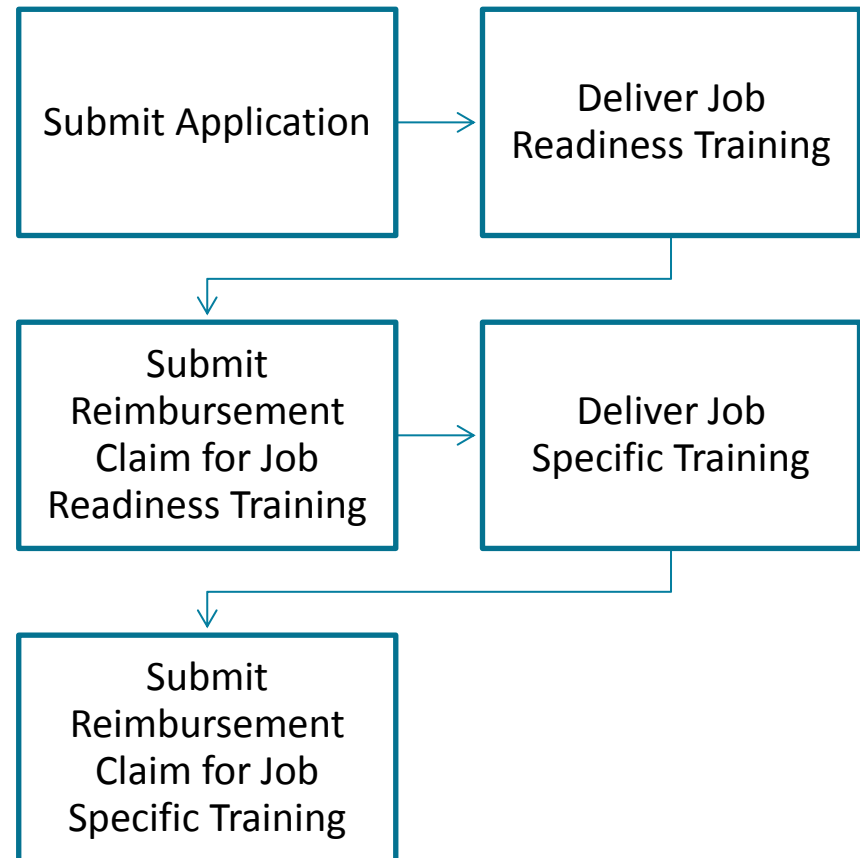 Submit Application
Deliver Job
Readiness Training
Submit
Reimbursement
Claim for Job
Readiness Training
Deliver Job
Specific Training
Submit
Reimbursement
Claim for Job
Specific Training